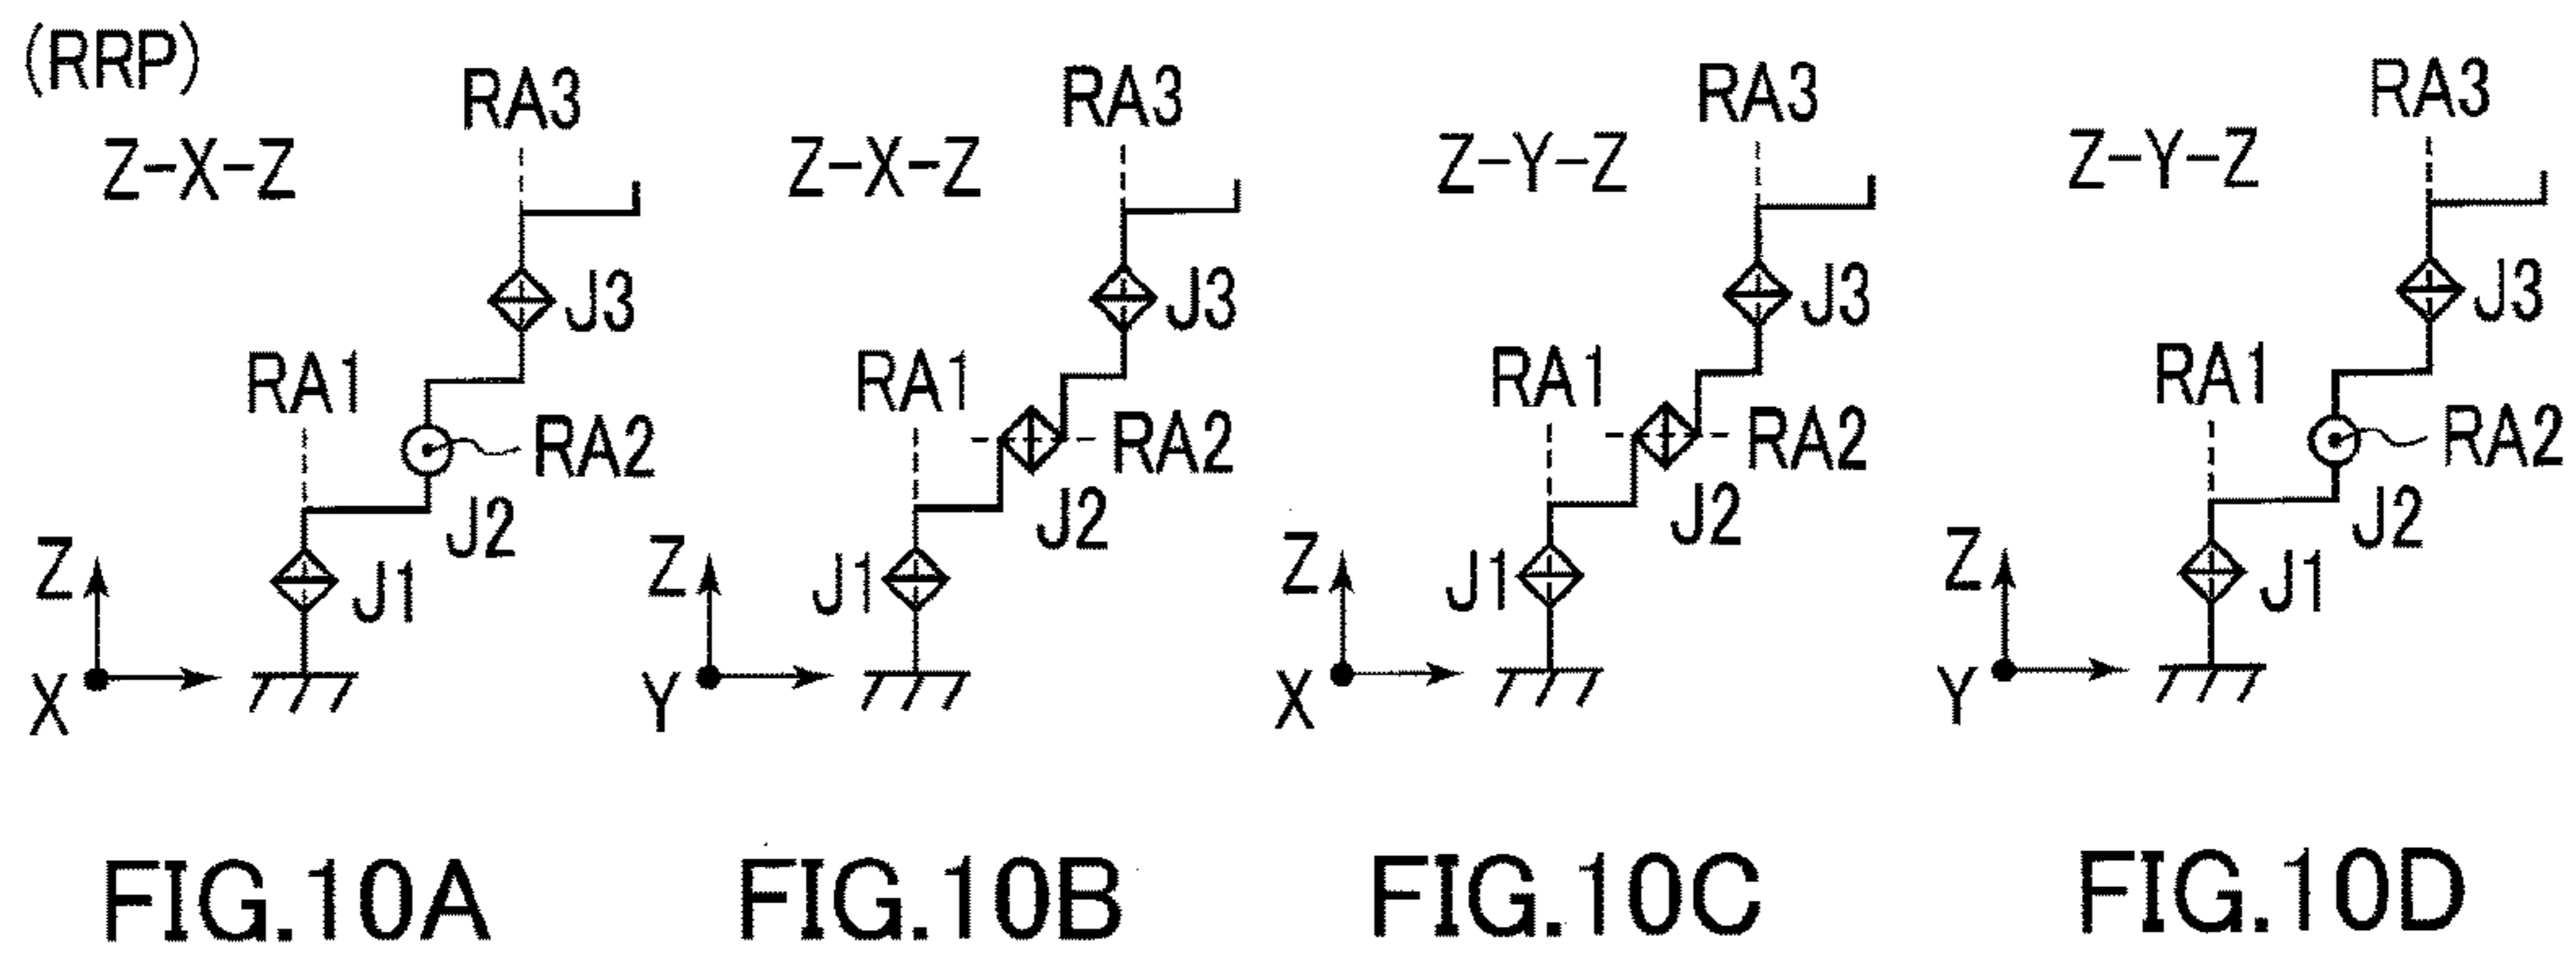 (RRP)
Z-X-Z
RA3
J3
RA1
RA2
J2
J1
Z
X
FIG.10A
Z-X-Z
RA3
J3
RA1
RA2
J2
J1
Z
Y
FIG.10B
Z-Y-Z
RA3
J3
RA1
RA2
J2
J1
Z
X
FIG.10C
Z-Y-Z
RA3
J3
RA1
RA2
J2
J1
Z
Y
FIG.10D